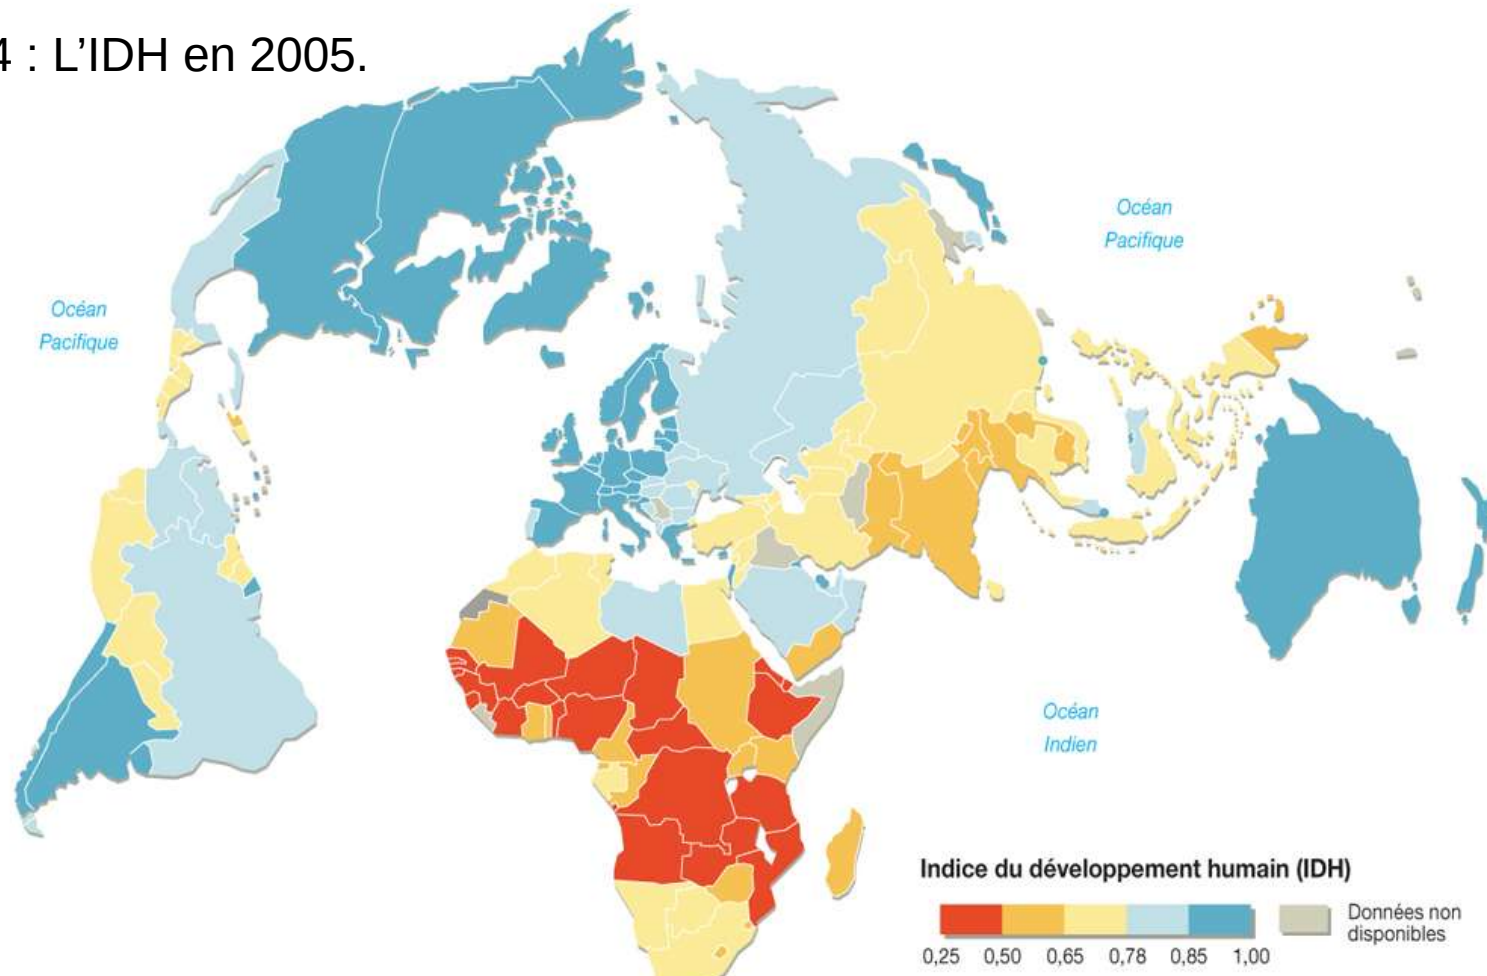 4 : L’IDH en 2005.
Océan
Pacifique
Océan
Pacifique
Océan
Indien
Indice du développement humain (IDH)
0,25 0,50 0,65 0,78 0,85 1,00
Données non
disponibles